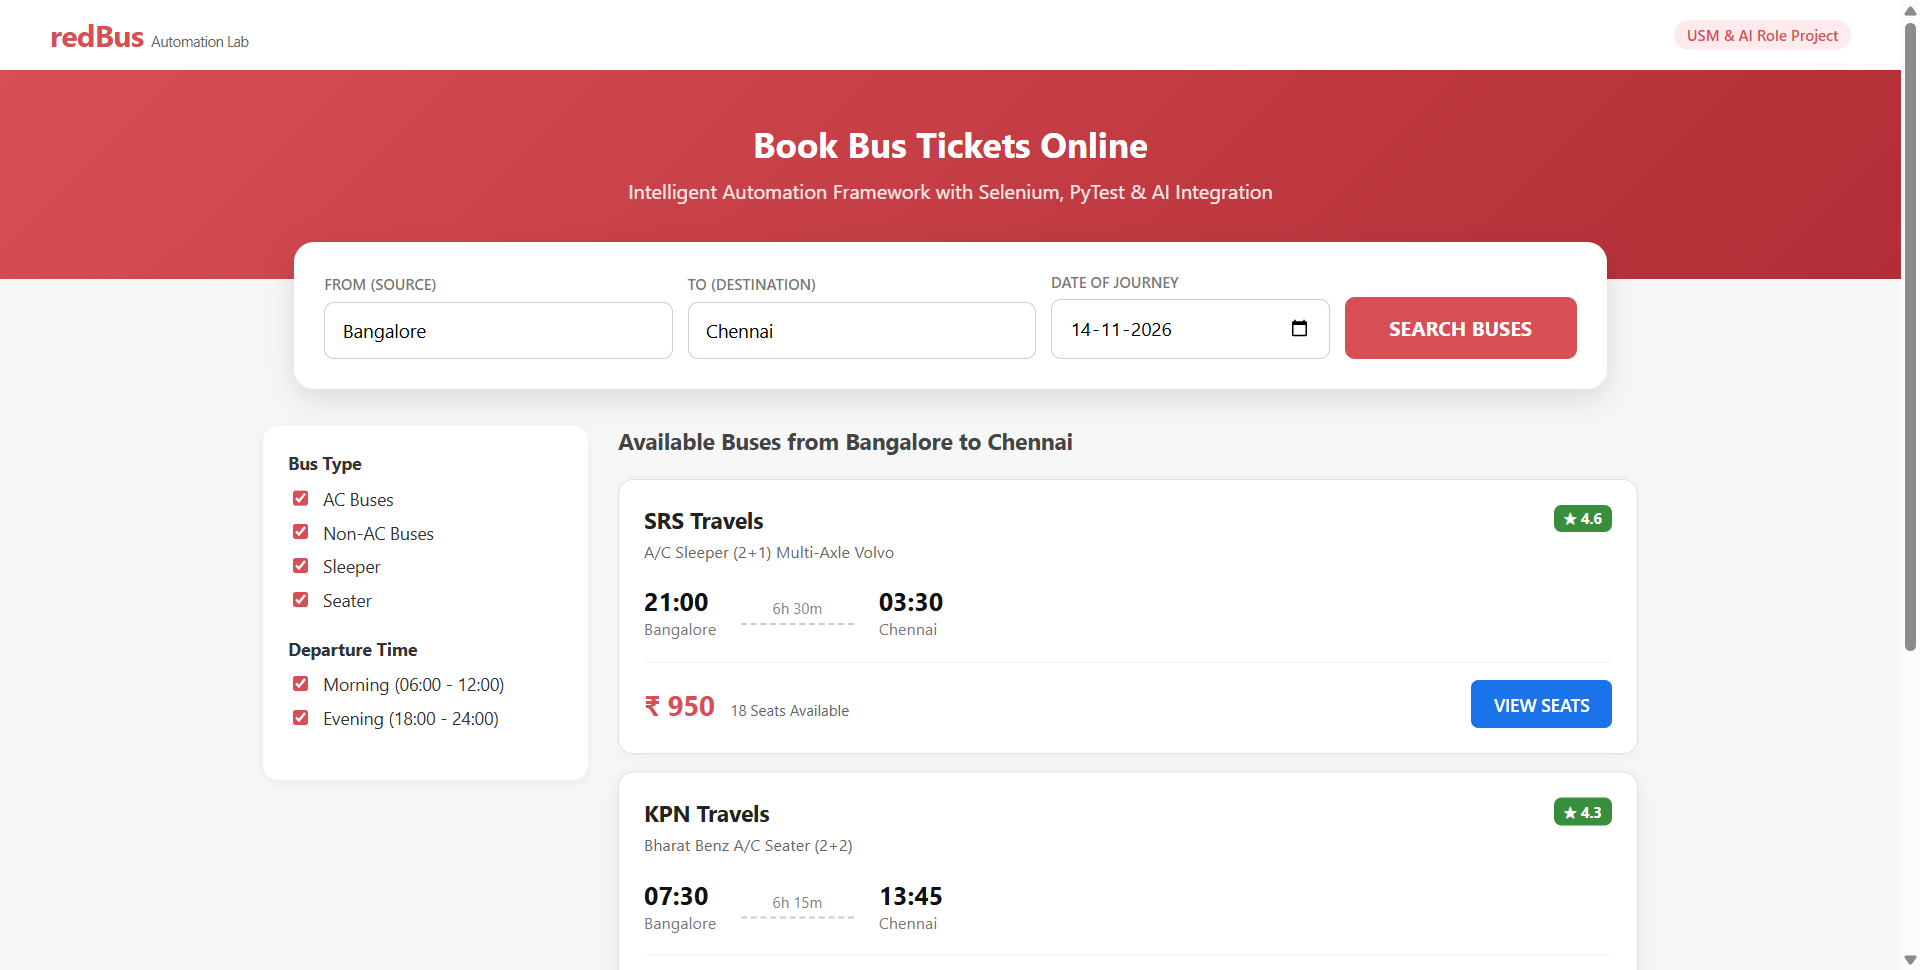 redBus Automation Lab
USM & AI Role Project
Book Bus Tickets Online
Intelligent Automation Framework with Selenium, PyTest & AI Integration
FROM (SOURCE)
Bangalore
TO (DESTINATION)
Chennai
DATE OF JOURNEY
14-11-2026
SEARCH BUSES
Bus Type
AC Buses
Non-AC Buses
Sleeper
Seater
Departure Time
Morning (06:00 - 12:00)
Evening (18:00 - 24:00)
Available Buses from Bangalore to Chennai
SRS Travels
★ 4.6
A/C Sleeper (2+1) Multi-Axle Volvo
21:00 6h 30m 03:30
Bangalore Chennai
₹ 950 18 Seats Available
VIEW SEATS
KPN Travels
★ 4.3
Bharat Benz A/C Seater (2+2)
07:30 6h 15m 13:45
Bangalore Chennai